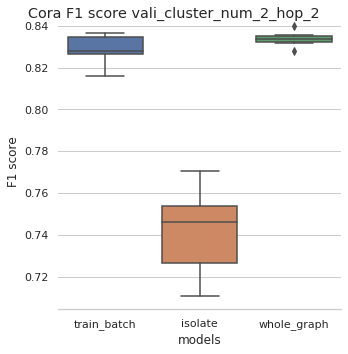 Cora F1 score vali_cluster_num_2_hop_2
0.84
0.82
0.80
0.78
0.76
0.74
0.72
F1 score
train_batch isolate whole_graph
models